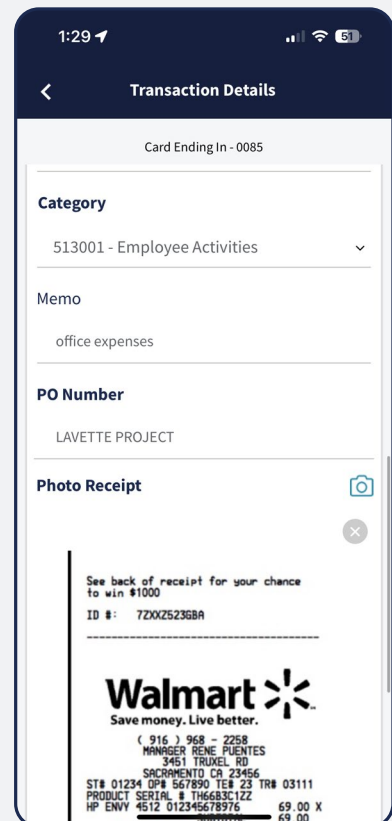 1:29
51
Transaction Details
Card Ending In - 0085
Category
513001 - Employee Activities
Memo
office expenses
PO Number
LAVETTE PROJECT
Photo Receipt
See back of receipt for your chance
to win $1000
ID #: 7ZXXZ523GBA
Walmart
Save money. Live better.
( 916 ) 968 - 2258
MANAGER RENE PUENTES
3451 TRUXEL RD
SACRAMENTO CA 23456
ST# 01234 OP# 567890 TE# 23 TR# 03111
PRODUCT SERIAL # TH66B3C1ZZ
HP ENVY 4512 012345678976 69.00 X
SUBTOTAL 69.00